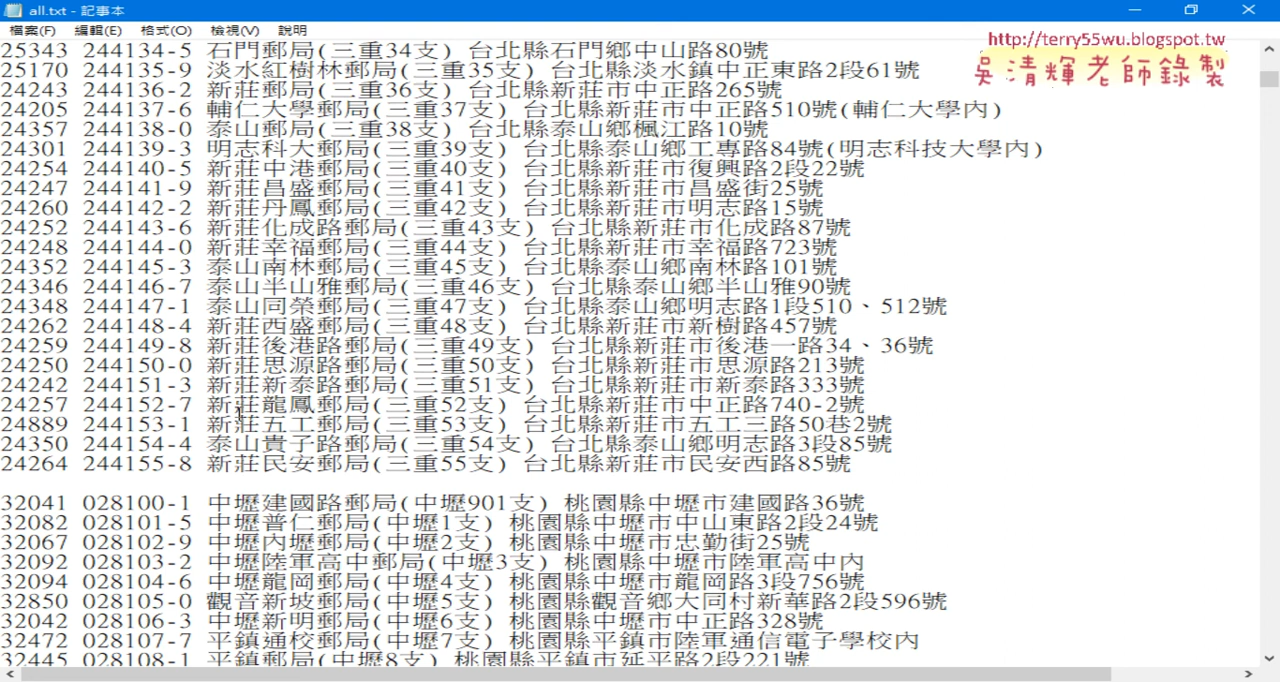 all.txt - 記事本
檔案(F) 編輯(E) 格式(O) 檢視(V) 說明
http://terry55wu.blogspot.tw
吳清輝老師錄製
25343 244134-5 石門郵局(三重34支) 台北縣石門鄉中山路80號
25170 244135-9 淡水紅樹林郵局(三重35支) 台北縣淡水鎮中正東路2段61號
24243 244136-2 新莊郵局(三重36支) 台北縣新莊市中正路265號
24205 244137-6 輔仁大學郵局(三重37支) 台北縣新莊市中正路510號(輔仁大學內)
24357 244138-0 泰山郵局(三重38支) 台北縣泰山鄉楓江路10號
24301 244139-3 明志科大郵局(三重39支) 台北縣泰山鄉工專路84號(明志科技大學內)
24254 244140-5 新莊中港郵局(三重40支) 台北縣新莊市復興路2段22號
24247 244141-9 新莊昌盛郵局(三重41支) 台北縣新莊市昌盛街25號
24260 244142-2 新莊丹鳳郵局(三重42支) 台北縣新莊市明志路15號
24252 244143-6 新莊化成路郵局(三重43支) 台北縣新莊市化成路87號
24248 244144-0 新莊幸福郵局(三重44支) 台北縣新莊市幸福路723號
24352 244145-3 泰山南林郵局(三重45支) 台北縣泰山鄉南林路101號
24346 244146-7 泰山半山雅郵局(三重46支) 台北縣泰山鄉半山雅90號
24348 244147-1 泰山同榮郵局(三重47支) 台北縣泰山鄉明志路1段510、512號
24262 244148-4 新莊西盛郵局(三重48支) 台北縣新莊市新樹路457號
24259 244149-8 新莊後港路郵局(三重49支) 台北縣新莊市後港一路34、36號
24250 244150-0 新莊思源路郵局(三重50支) 台北縣新莊市思源路213號
24242 244151-3 新莊新泰路郵局(三重51支) 台北縣新莊市新泰路333號
24257 244152-7 新莊龍鳳郵局(三重52支) 台北縣新莊市中正路740-2號
24889 244153-1 新莊五工郵局(三重53支) 台北縣新莊市五工三路50巷2號
24350 244154-4 泰山貴子路郵局(三重54支) 台北縣泰山鄉明志路3段85號
24264 244155-8 新莊民安郵局(三重55支) 台北縣新莊市民安西路85號
32041 028100-1 中壢建國路郵局(中壢901支) 桃園縣中壢市建國路36號
32082 028101-5 中壢普仁郵局(中壢1支) 桃園縣中壢市中山東路2段24號
32067 028102-9 中壢內壢郵局(中壢2支) 桃園縣中壢市忠勤街25號
32092 028103-2 中壢陸軍高中郵局(中壢3支) 桃園縣中壢市陸軍高中內
32094 028104-6 中壢龍岡郵局(中壢4支) 桃園縣中壢市龍岡路3段756號
32850 028105-0 觀音新坡郵局(中壢5支) 桃園縣觀音鄉大同村新華路2段596號
32042 028106-3 中壢新明郵局(中壢6支) 桃園縣中壢市中正路328號
32472 028107-7 平鎮通校郵局(中壢7支) 桃園縣平鎮市陸軍通信電子學校內
32445 028108-1 平鎮郵局(中壢8支) 桃園縣平鎮市延平路2段221號